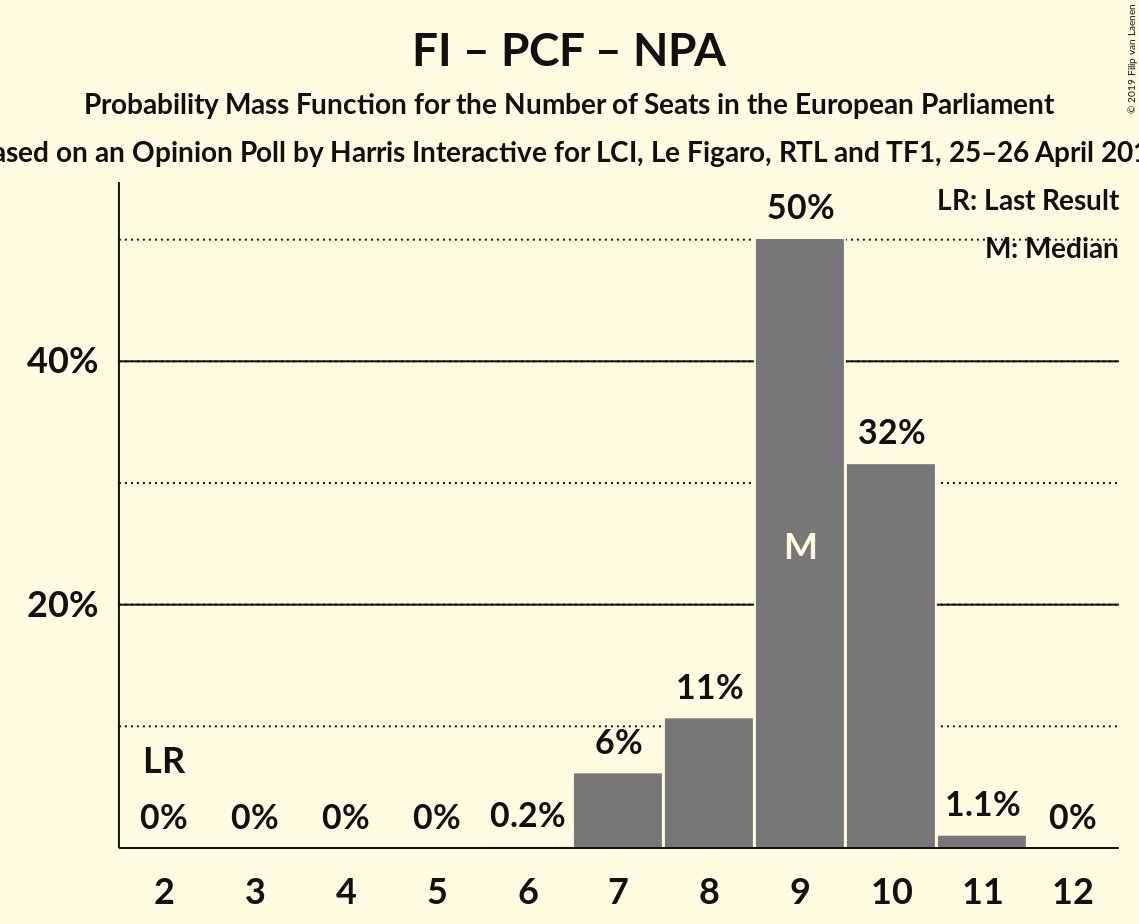 FI – PCF – NPA
Probability Mass Function for the Number of Seats in the European Parliament
on an Opinion Poll by Harris Interactive for LCI, Le Figaro, RTL and TF1, 25–26 April
© 2019 Filip van Laenen
LR: Last Result
M: Median
50%
40%
32%
M
20%
11%
6%
LR
0% 0% 0% 0% 0.2% 1.1% 0%
2 3 4 5 6 7 8 9 10 11 12